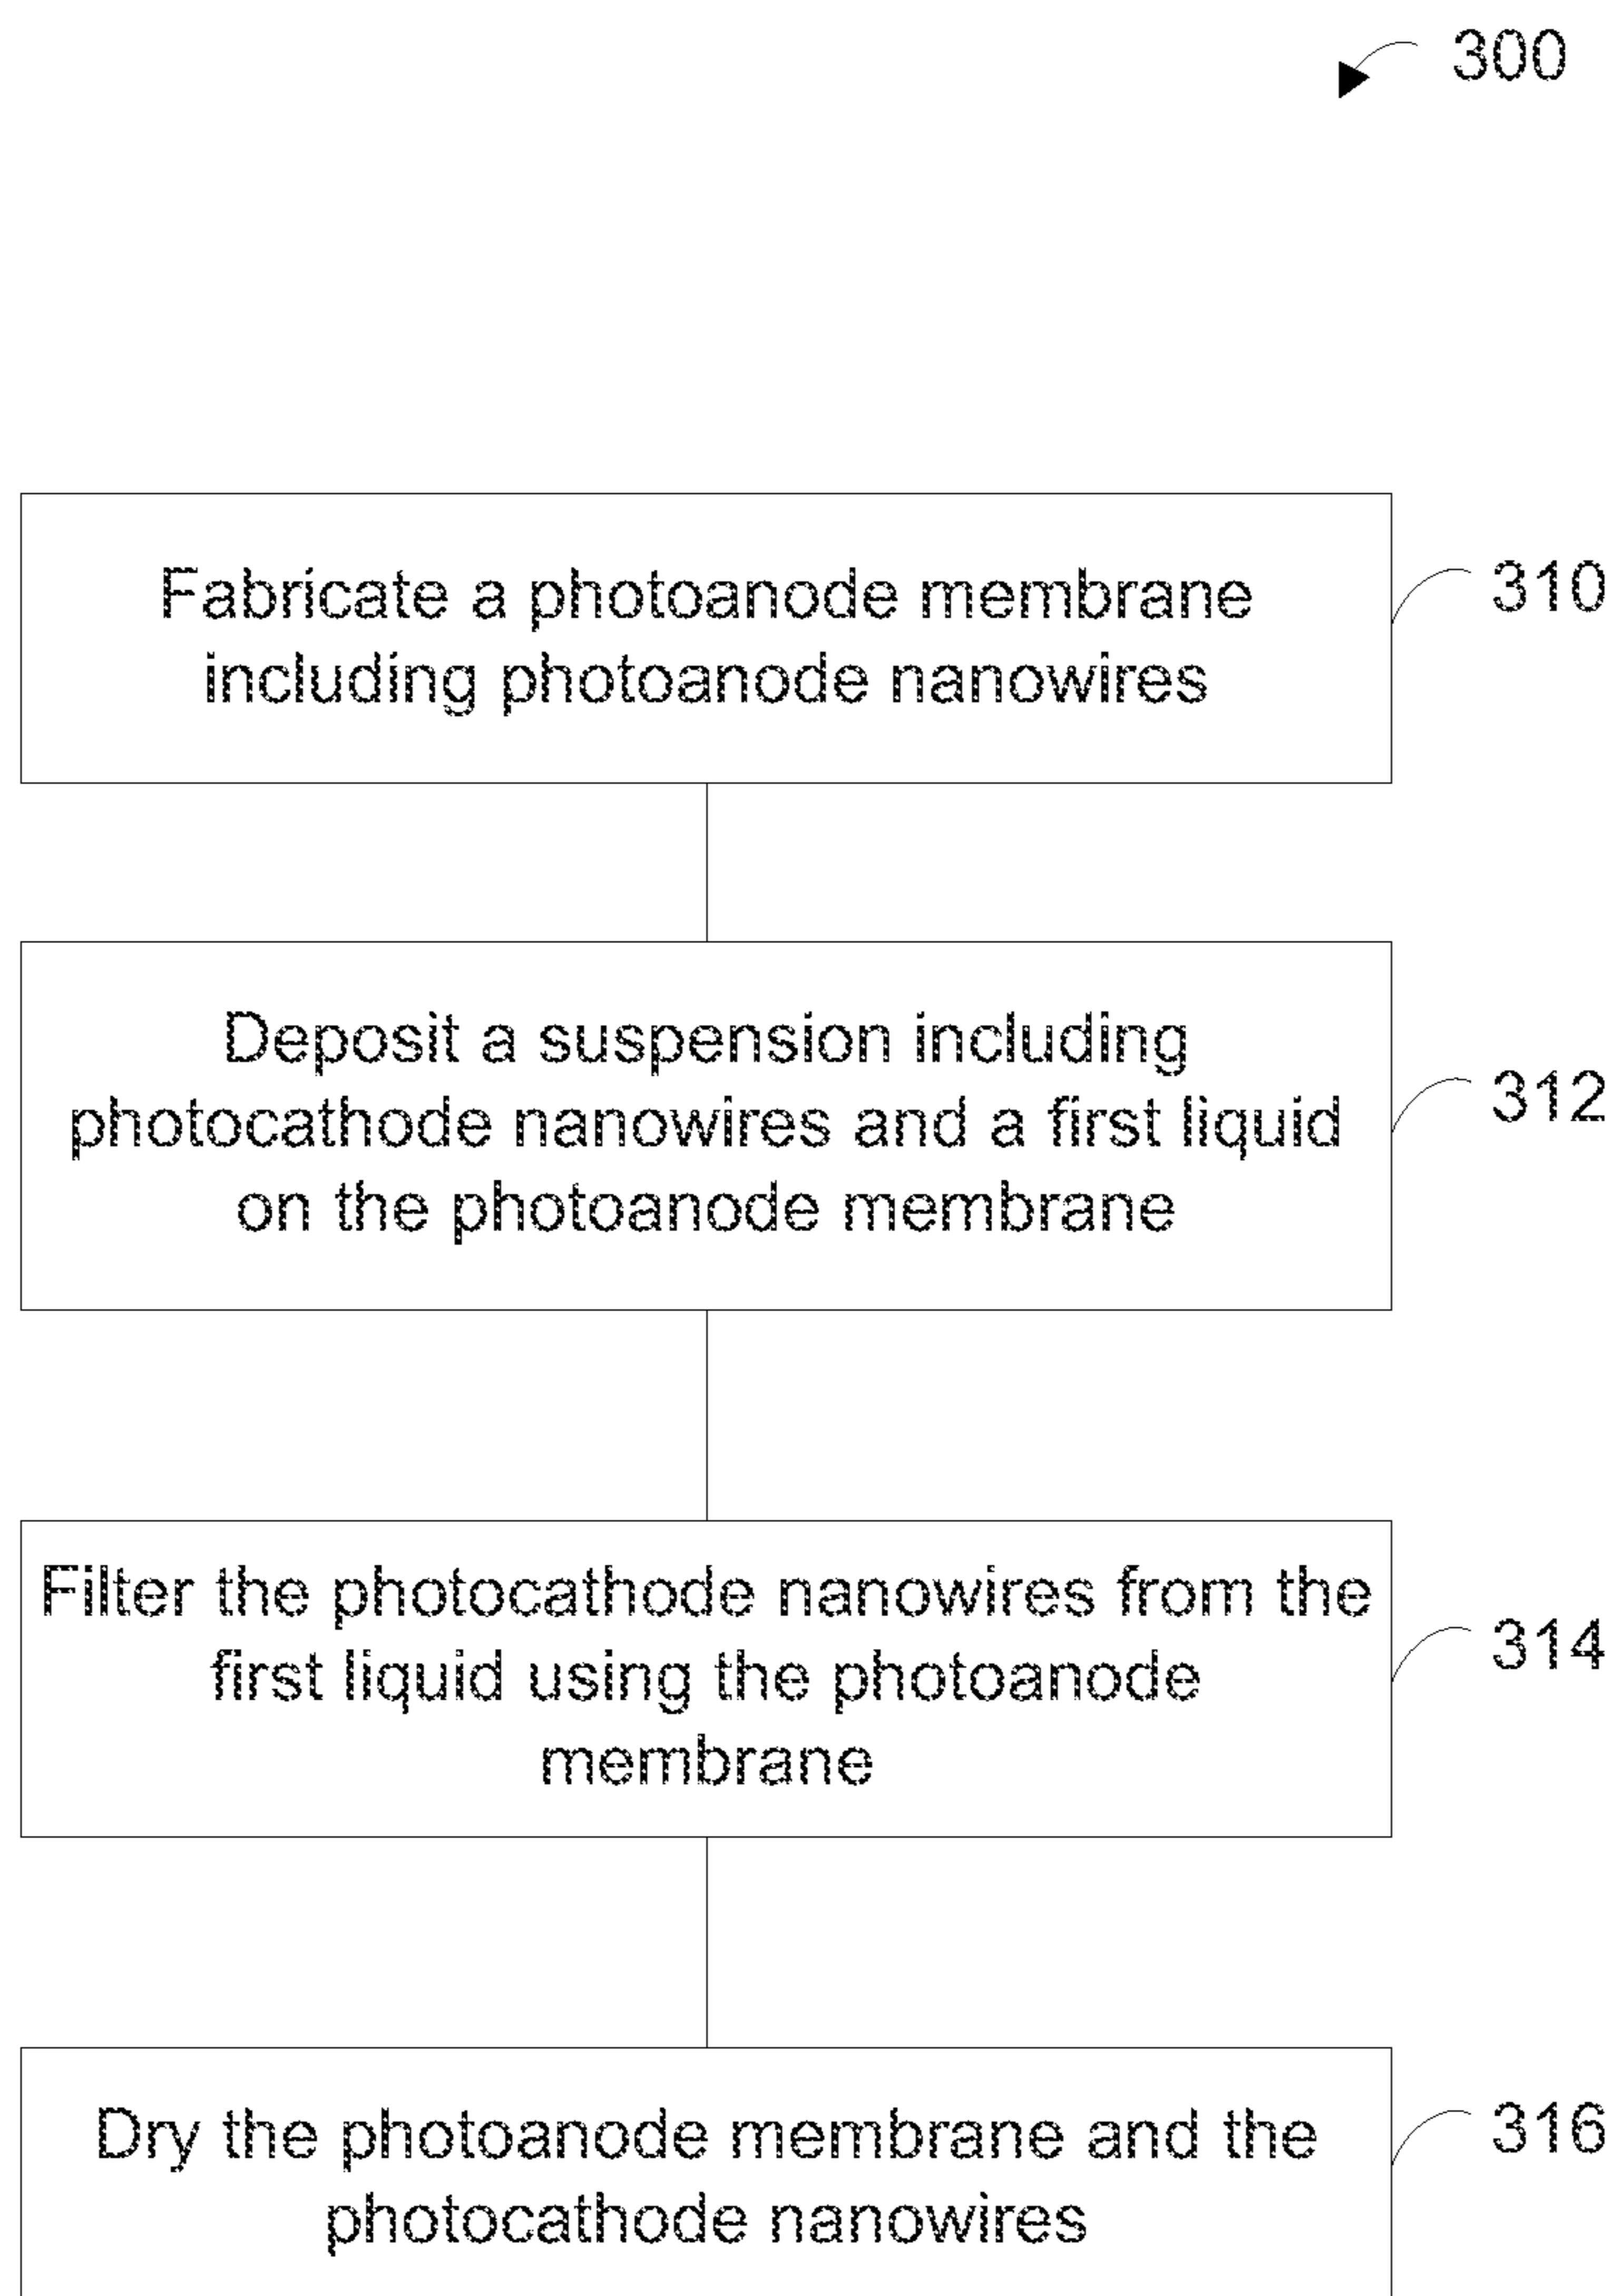 300
Fabricate a photoanode membrane
including photoanode nanowires
310
Deposit a suspension including
photocathode nanowires and a first liquid
on the photoanode membrane
312
Filter the photocathode nanowires from the
first liquid using the photoanode
membrane
314
Dry the photoanode membrane and the
photocathode nanowires
316